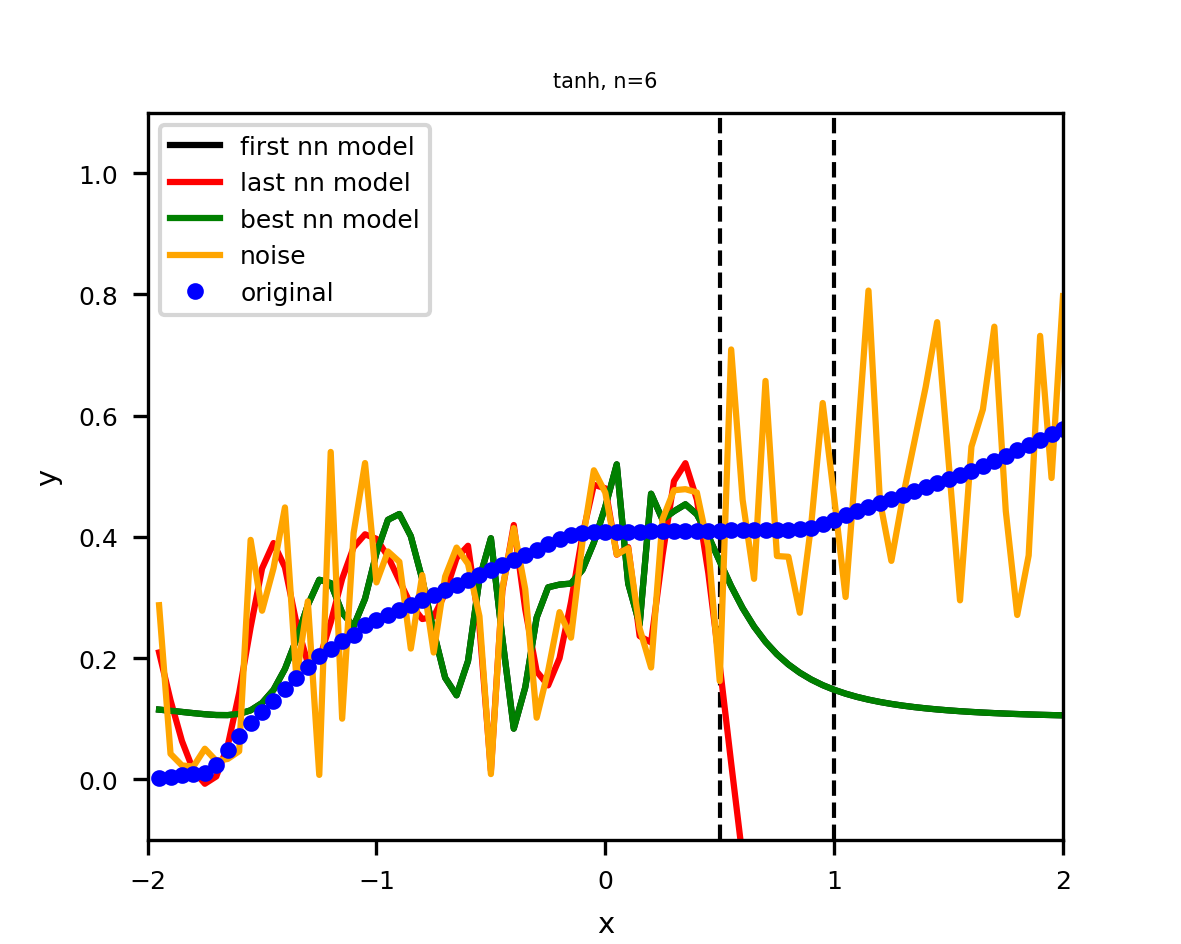 tanh, n=6
first nn model
last nn model
best nn model
noise
original
1.0
0.8
0.6
0.4
0.2
0.0
y
−2
−1
0
1
2
x